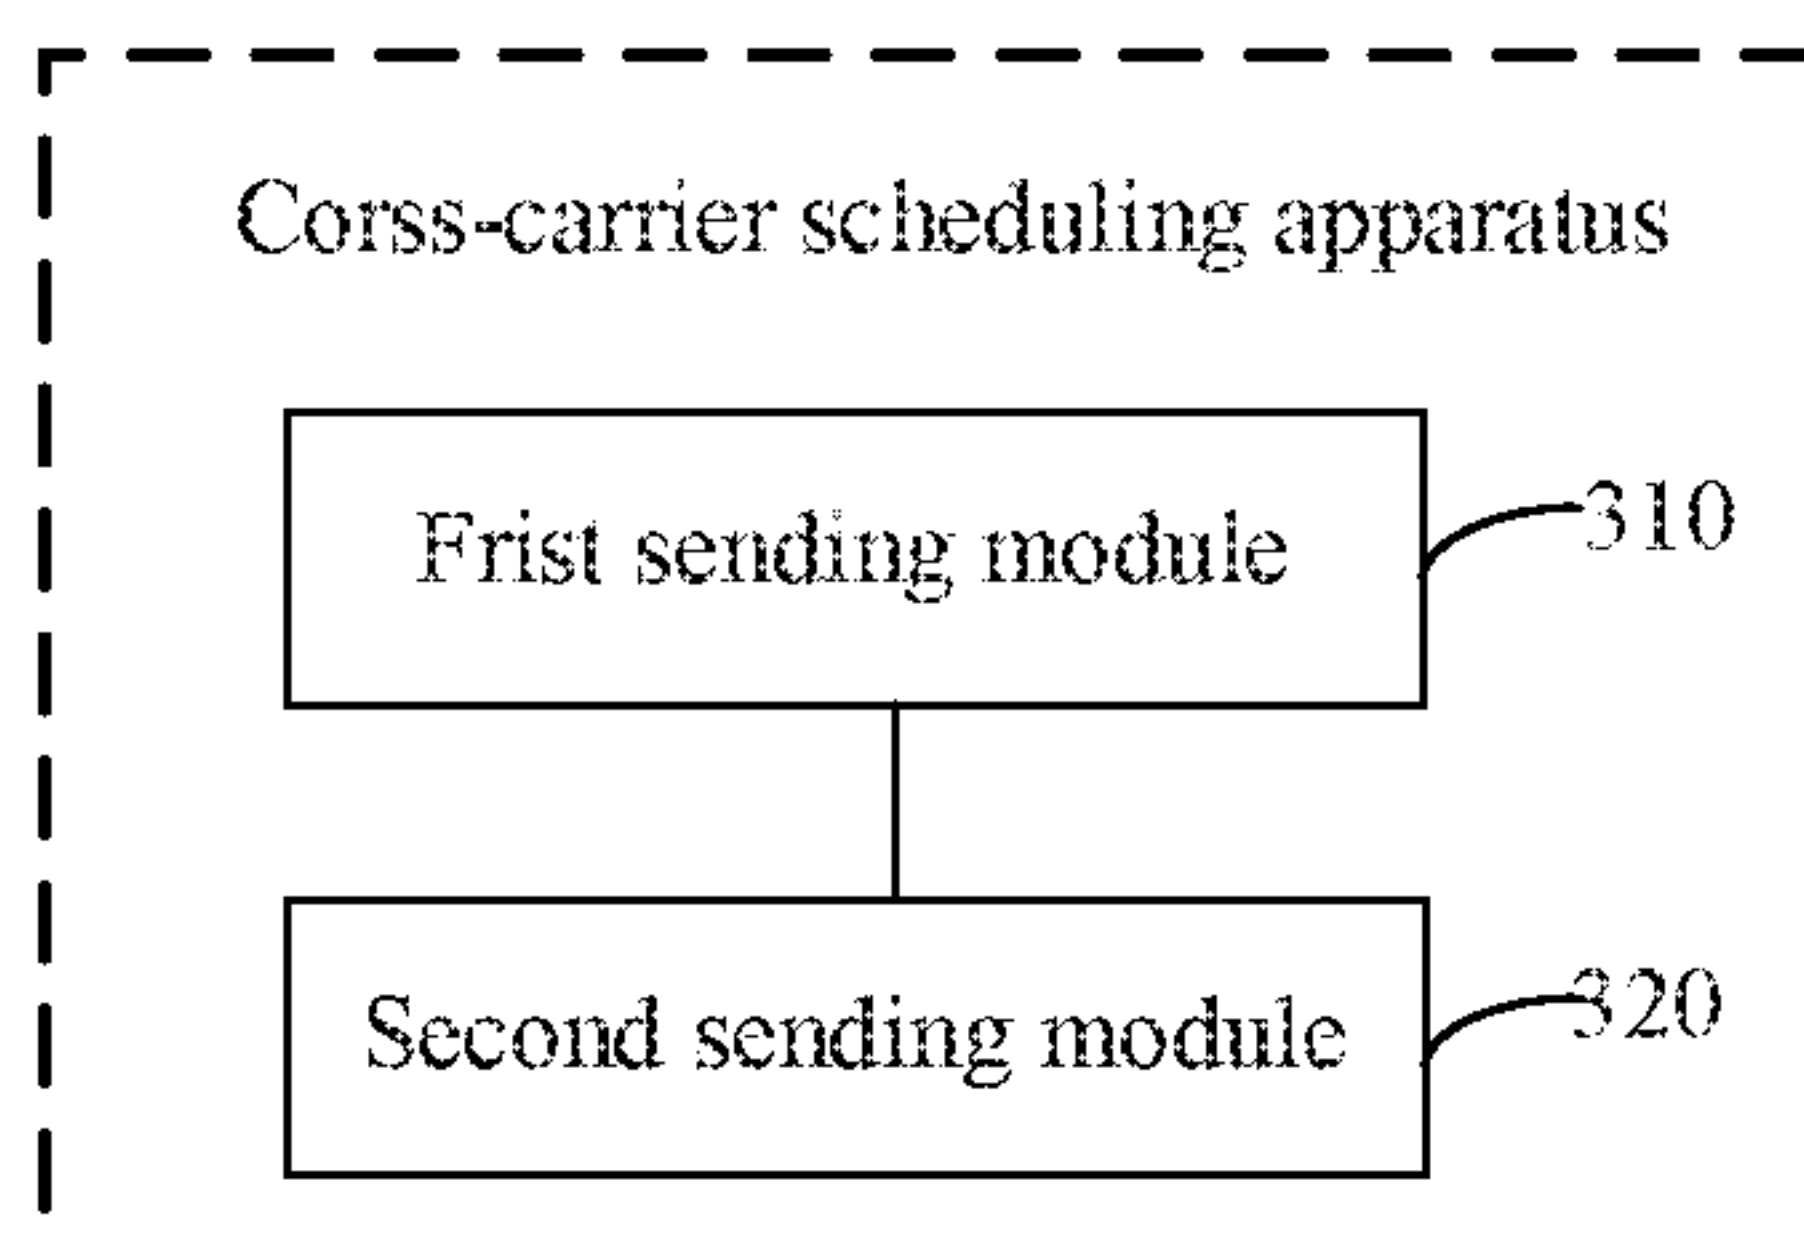 Corss-carrier scheduling apparatus
Frist sending module
310
Second sending module
320